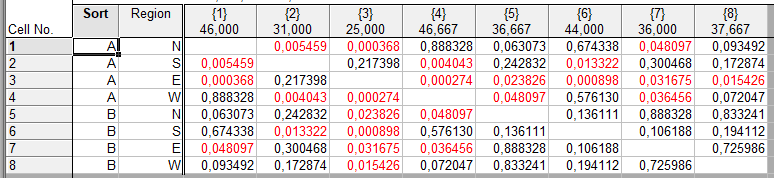 Sort Region {1} {2} {3} {4} {5} {6} {7} {8}
Cell No. 46,000 31,000 25,000 46,667 36,667 44,000 36,000 37,667
1 A N 0,005459 0,000368 0,888328 0,063073 0,674338 0,048097 0,093492
2 A S 0,005459 0,217398 0,004043 0,242832 0,013322 0,300468 0,172874
3 A E 0,000368 0,217398 0,000274 0,023826 0,000898 0,031675 0,015426
4 A W 0,888328 0,004043 0,000274 0,048097 0,576130 0,036456 0,072047
5 B N 0,063073 0,242832 0,023826 0,048097 0,136111 0,888328 0,833241
6 B S 0,674338 0,013322 0,000898 0,576130 0,136111 0,106188 0,194112
7 B E 0,048097 0,300468 0,031675 0,036456 0,888328 0,106188 0,725986
8 B W 0,093492 0,172874 0,015426 0,072047 0,833241 0,194112 0,725986